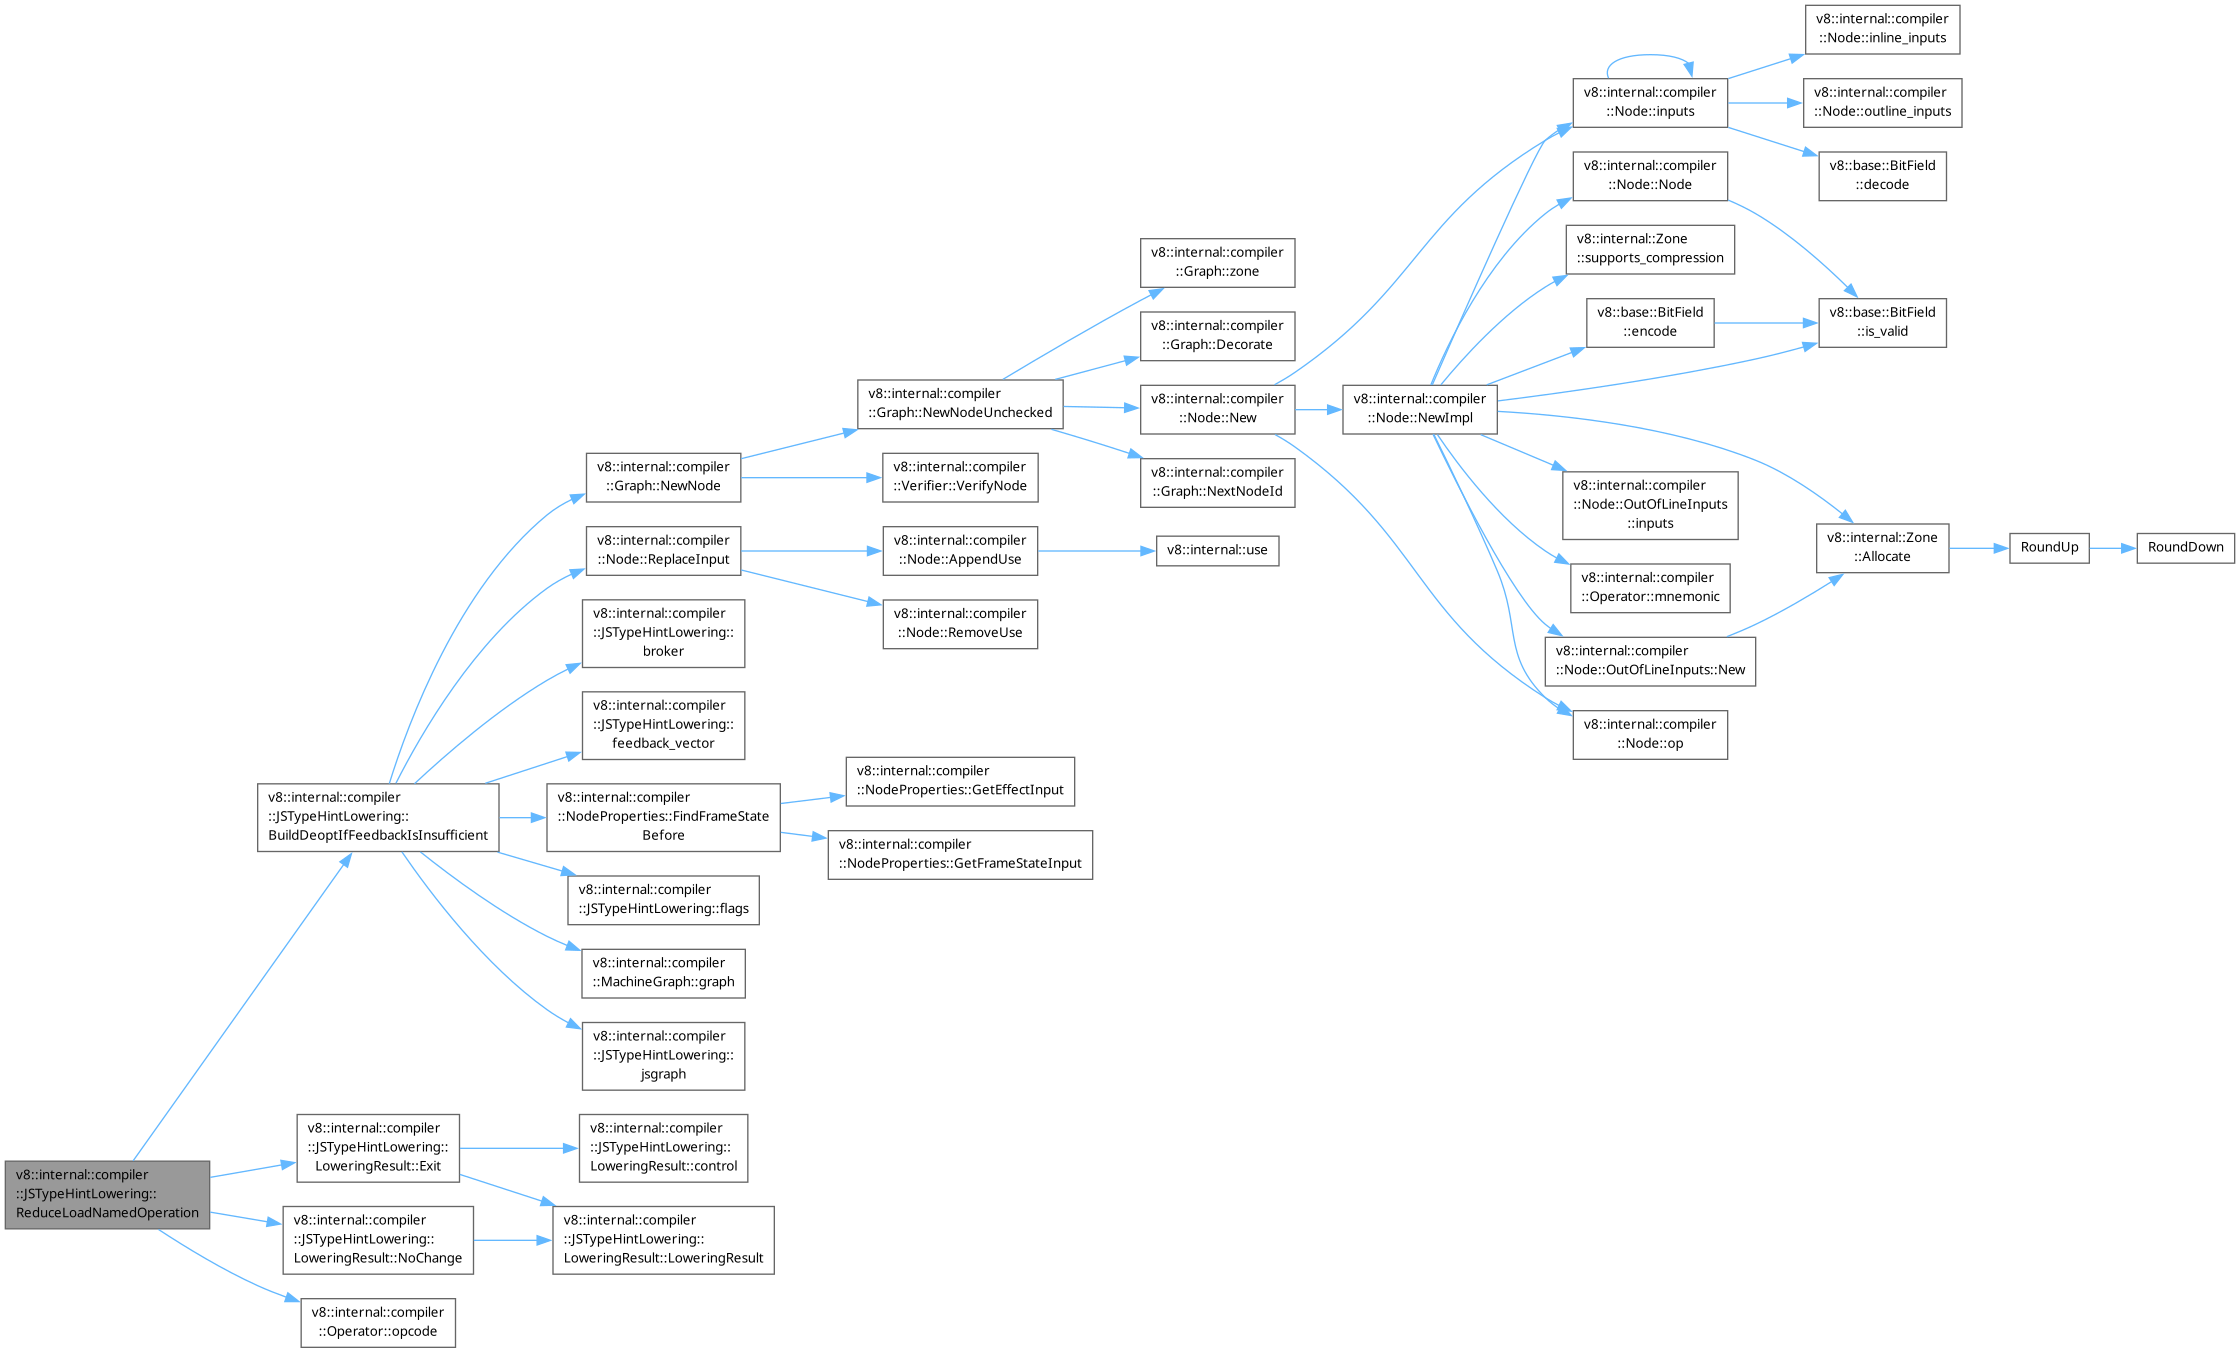 v8::internal::compiler
::JSTypeHintLowering::
ReduceLoadNamedOperation
v8::internal::compiler
::JSTypeHintLowering::
BuildDeoptIfFeedbackIsInsufficient
v8::internal::compiler
::Graph::NewNode
v8::internal::compiler
::Graph::NewNodeUnchecked
v8::internal::compiler
::Graph::zone
v8::internal::compiler
::Graph::Decorate
v8::internal::compiler
::Node::New
v8::internal::compiler
::Node::NewImpl
v8::internal::compiler
::Node::inputs
v8::internal::compiler
::Node::inline_inputs
v8::internal::compiler
::Node::outline_inputs
v8::base::BitField
::decode
v8::internal::compiler
::Node::Node
v8::internal::Zone
::supports_compression
v8::base::BitField
::encode
v8::base::BitField
::is_valid
v8::internal::compiler
::Node::OutOfLineInputs
::inputs
v8::internal::compiler
::Operator::mnemonic
v8::internal::compiler
::Node::OutOfLineInputs::New
v8::internal::compiler
::Node::op
v8::internal::Zone
::Allocate
RoundUp
RoundDown
v8::internal::compiler
::Graph::NextNodeId
v8::internal::compiler
::Verifier::VerifyNode
v8::internal::compiler
::Node::ReplaceInput
v8::internal::compiler
::Node::AppendUse
v8::internal::use
v8::internal::compiler
::Node::RemoveUse
v8::internal::compiler
::JSTypeHintLowering::
broker
v8::internal::compiler
::JSTypeHintLowering::
feedback_vector
v8::internal::compiler
::NodeProperties::FindFrameState
Before
v8::internal::compiler
::NodeProperties::GetEffectInput
v8::internal::compiler
::NodeProperties::GetFrameStateInput
v8::internal::compiler
::JSTypeHintLowering::flags
v8::internal::compiler
::MachineGraph::graph
v8::internal::compiler
::JSTypeHintLowering::
jsgraph
v8::internal::compiler
::JSTypeHintLowering::
LoweringResult::Exit
v8::internal::compiler
::JSTypeHintLowering::
LoweringResult::control
v8::internal::compiler
::JSTypeHintLowering::
LoweringResult::NoChange
v8::internal::compiler
::JSTypeHintLowering::
LoweringResult::LoweringResult
v8::internal::compiler
::Operator::opcode